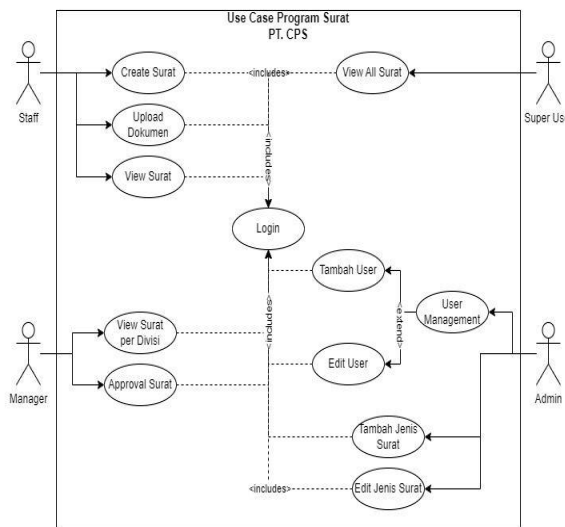 Use Case Program Surat
PT. CPS
Create Surat
<includes>
View All Surat
Staff
Upload
Dokumen
Super Us
<includes>
View Surat
Login
Tambah User
User
Management
<extend>
<includes>
View Surat
per Divisi
Edit User
Manager
Approval Surat
Admin
Tambah Jenis
Surat
<includes>
Edit Jenis Surat